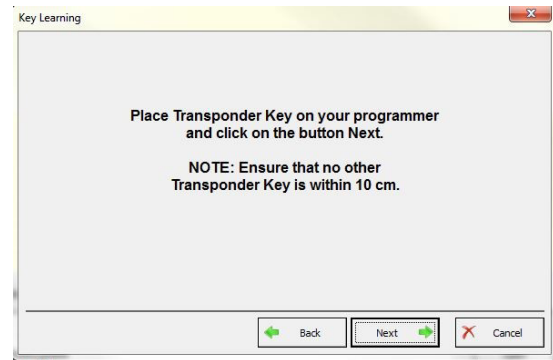 Key Learning
Place Transponder Key on your programmer
and click on the button Next.
NOTE: Ensure that no other
Transponder Key is within 10 cm.
Back
Next
Cancel